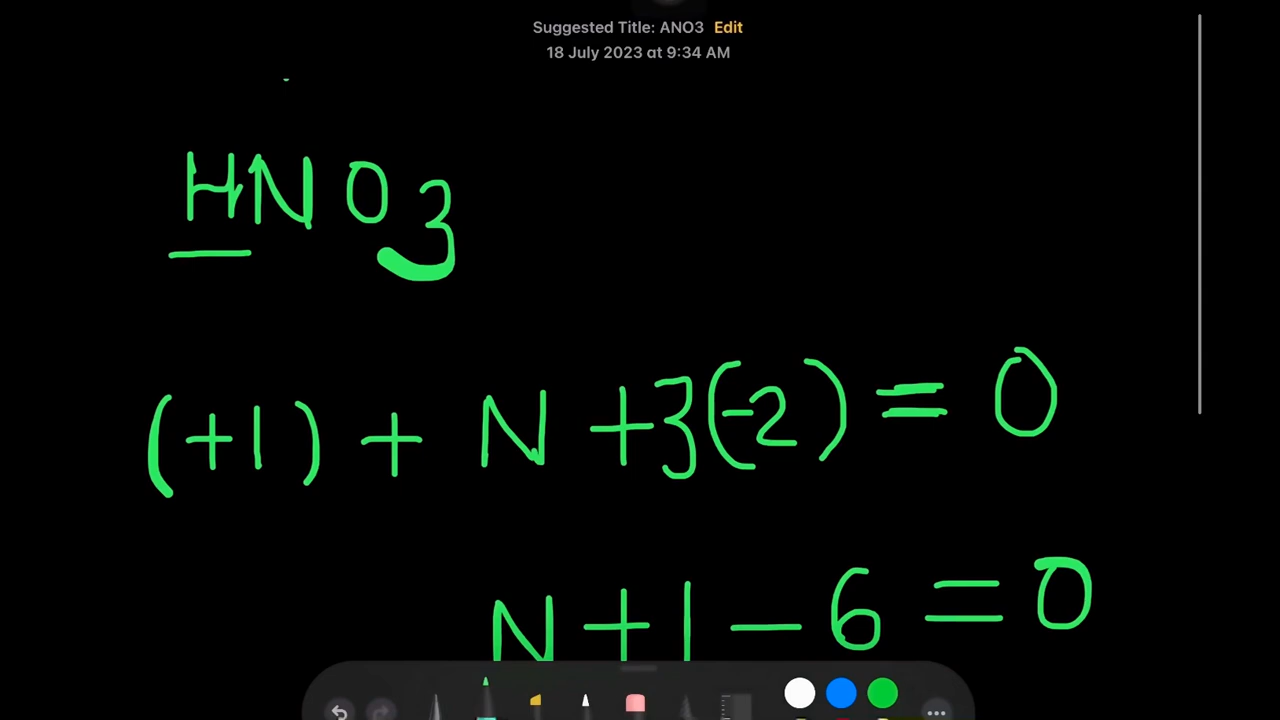 Suggested Title: ANO3 Edit
18 July 2023 at 9:34 AM
HNO3
(+1) + N +3(-2) = 0
N + 1 - 6 = 0